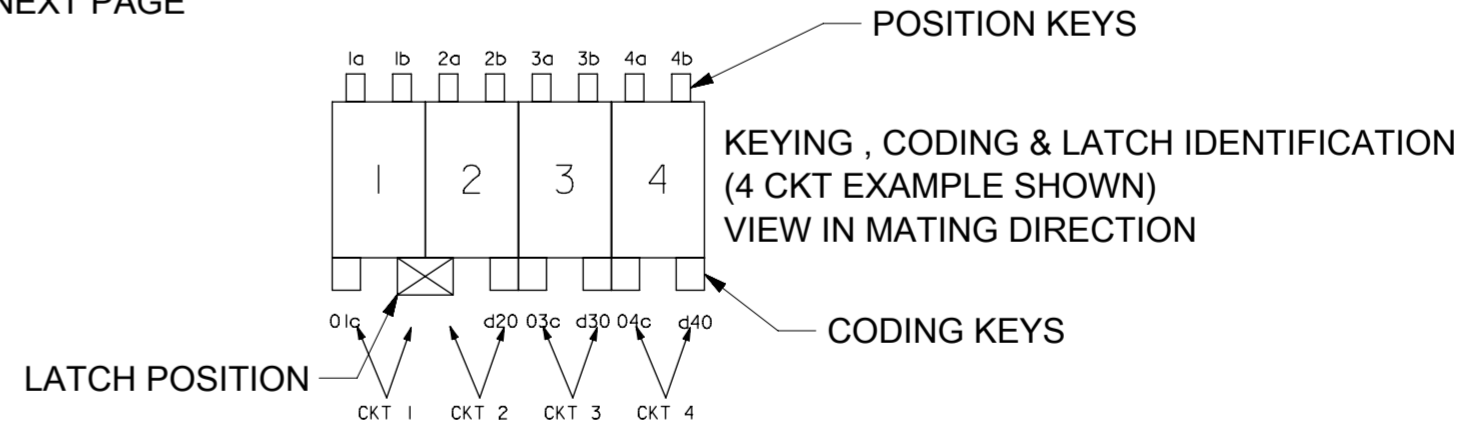 NEXT PAGE
POSITION KEYS
1a 1b 2a 2b 3a 3b 4a 4b
KEYING , CODING & LATCH IDENTIFICATION
(4 CKT EXAMPLE SHOWN)
VIEW IN MATING DIRECTION
1 2 3 4
01c d20 03c d30 04c d40
CODING KEYS
LATCH POSITION
CKT 1 CKT 2 CKT 3 CKT 4